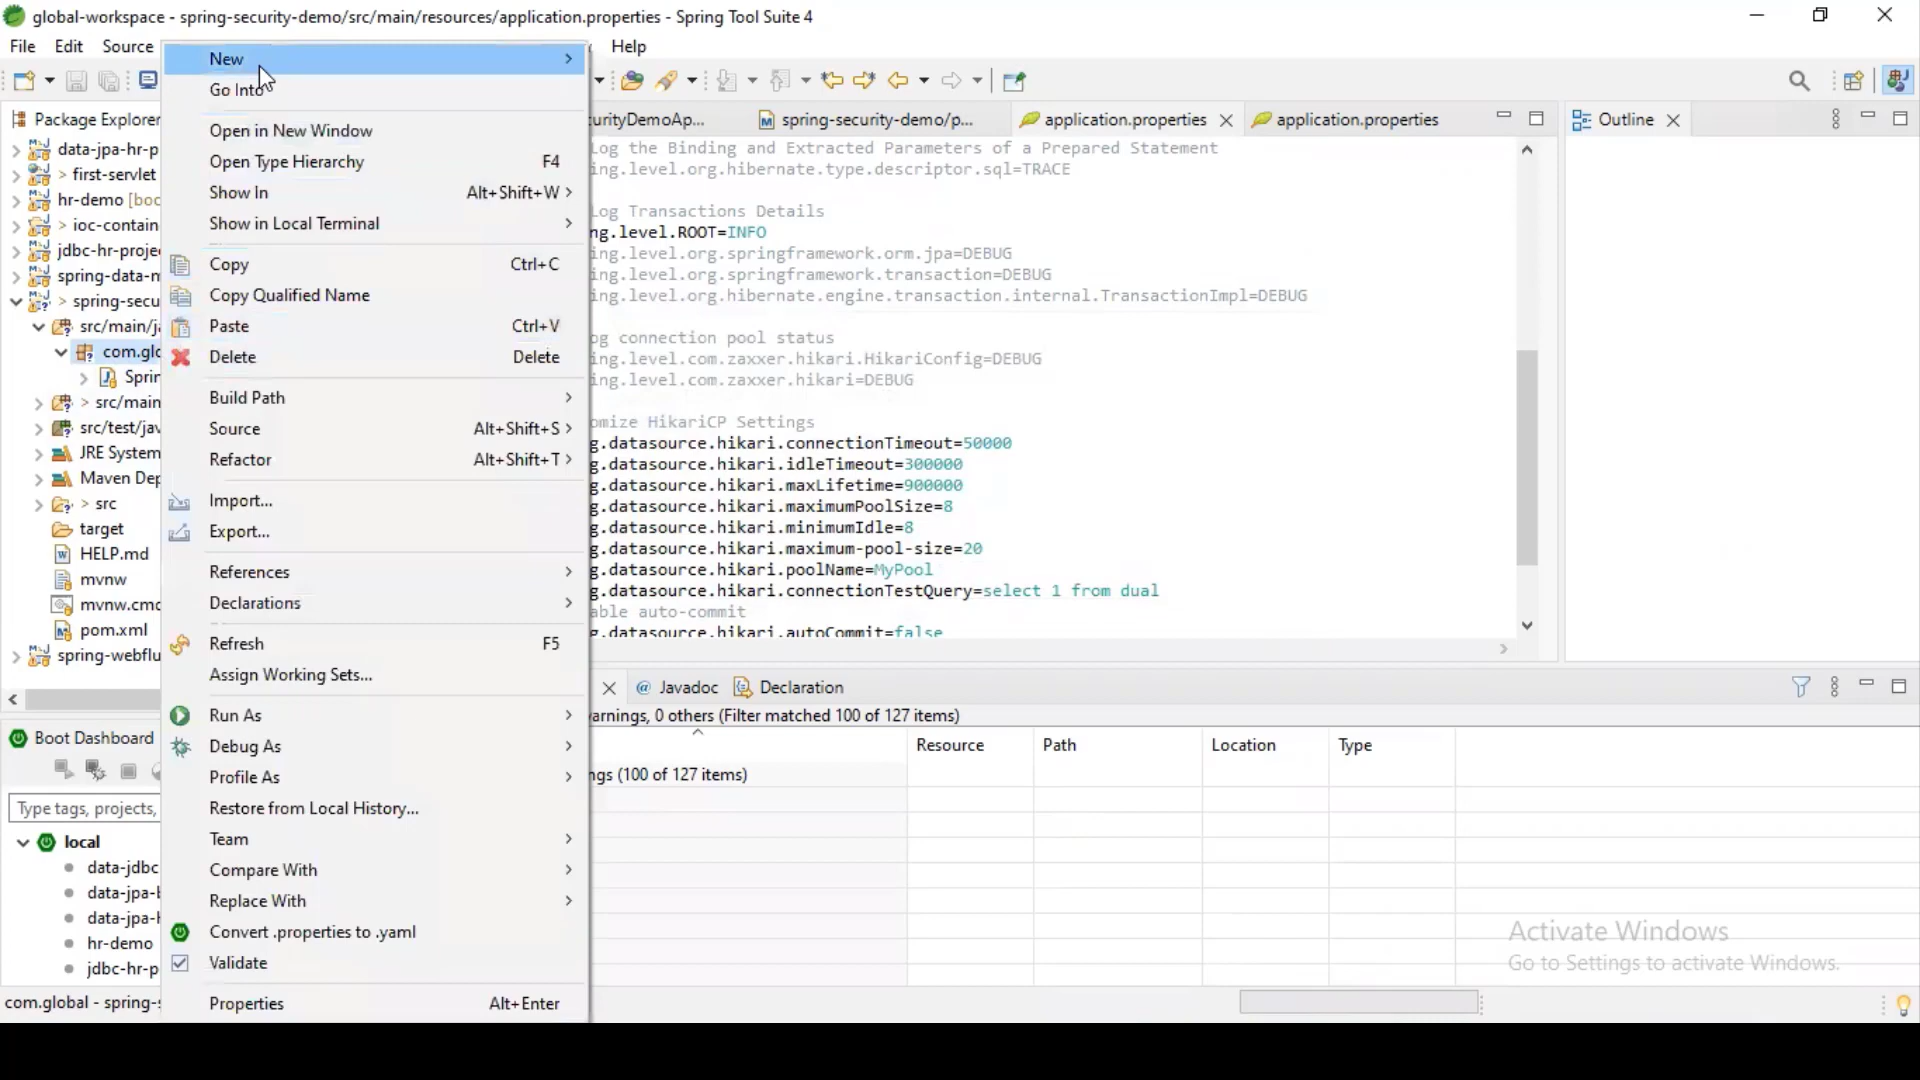 global-workspace - spring-security-demo/src/main/resources/application.properties - Spring Tool Suite 4
File Edit Source Help
Package Explorer
data-jpa-hr-p
> first-servlet
hr-demo [boo
> ioc-contain
jdbc-hr-proje
spring-data-m
> spring-secu
src/main/j
com.glo
Sprin
> src/main
src/test/jav
JRE System
Maven Dep
> src
target
HELP.md
mvnw
mvnw.cmd
pom.xml
spring-webflu
Boot Dashboard
Type tags, projects,
local
data-jdbc
data-jpa-
data-jpa-
hr-demo
jdbc-hr-p
com.global - spring-s
New
Go Into
Open in New Window
Open Type Hierarchy F4
Show In Alt+Shift+W
Show in Local Terminal
Copy Ctrl+C
Copy Qualified Name
Paste Ctrl+V
Delete Delete
Build Path
Source Alt+Shift+S
Refactor Alt+Shift+T
Import...
Export...
References
Declarations
Refresh F5
Assign Working Sets...
Run As
Debug As
Profile As
Restore from Local History...
Team
Compare With
Replace With
Convert .properties to .yaml
Validate
Properties Alt+Enter
urityDemoAp... spring-security-demo/p... application.properties application.properties
Log the Binding and Extracted Parameters of a Prepared Statement
ing.level.org.hibernate.type.descriptor.sql=TRACE
Log Transactions Details
ng.level.ROOT=INFO
ing.level.org.springframework.orm.jpa=DEBUG
ing.level.org.springframework.transaction=DEBUG
ing.level.org.hibernate.engine.transaction.internal.TransactionImpl=DEBUG
og connection pool status
ing.level.com.zaxxer.hikari.HikariConfig=DEBUG
ing.level.com.zaxxer.hikari=DEBUG
omize HikariCP Settings
g.datasource.hikari.connectionTimeout=50000
g.datasource.hikari.idleTimeout=300000
g.datasource.hikari.maxLifetime=900000
g.datasource.hikari.maximumPoolSize=8
g.datasource.hikari.minimumIdle=8
g.datasource.hikari.maximum-pool-size=20
g.datasource.hikari.poolName=MyPool
g.datasource.hikari.connectionTestQuery=select 1 from dual
able auto-commit
g.datasource.hikari.autoCommit=false
Outline
@ Javadoc Declaration
arnings, 0 others (Filter matched 100 of 127 items)
Resource Path Location Type
ngs (100 of 127 items)
Activate Windows
Go to Settings to activate Windows.